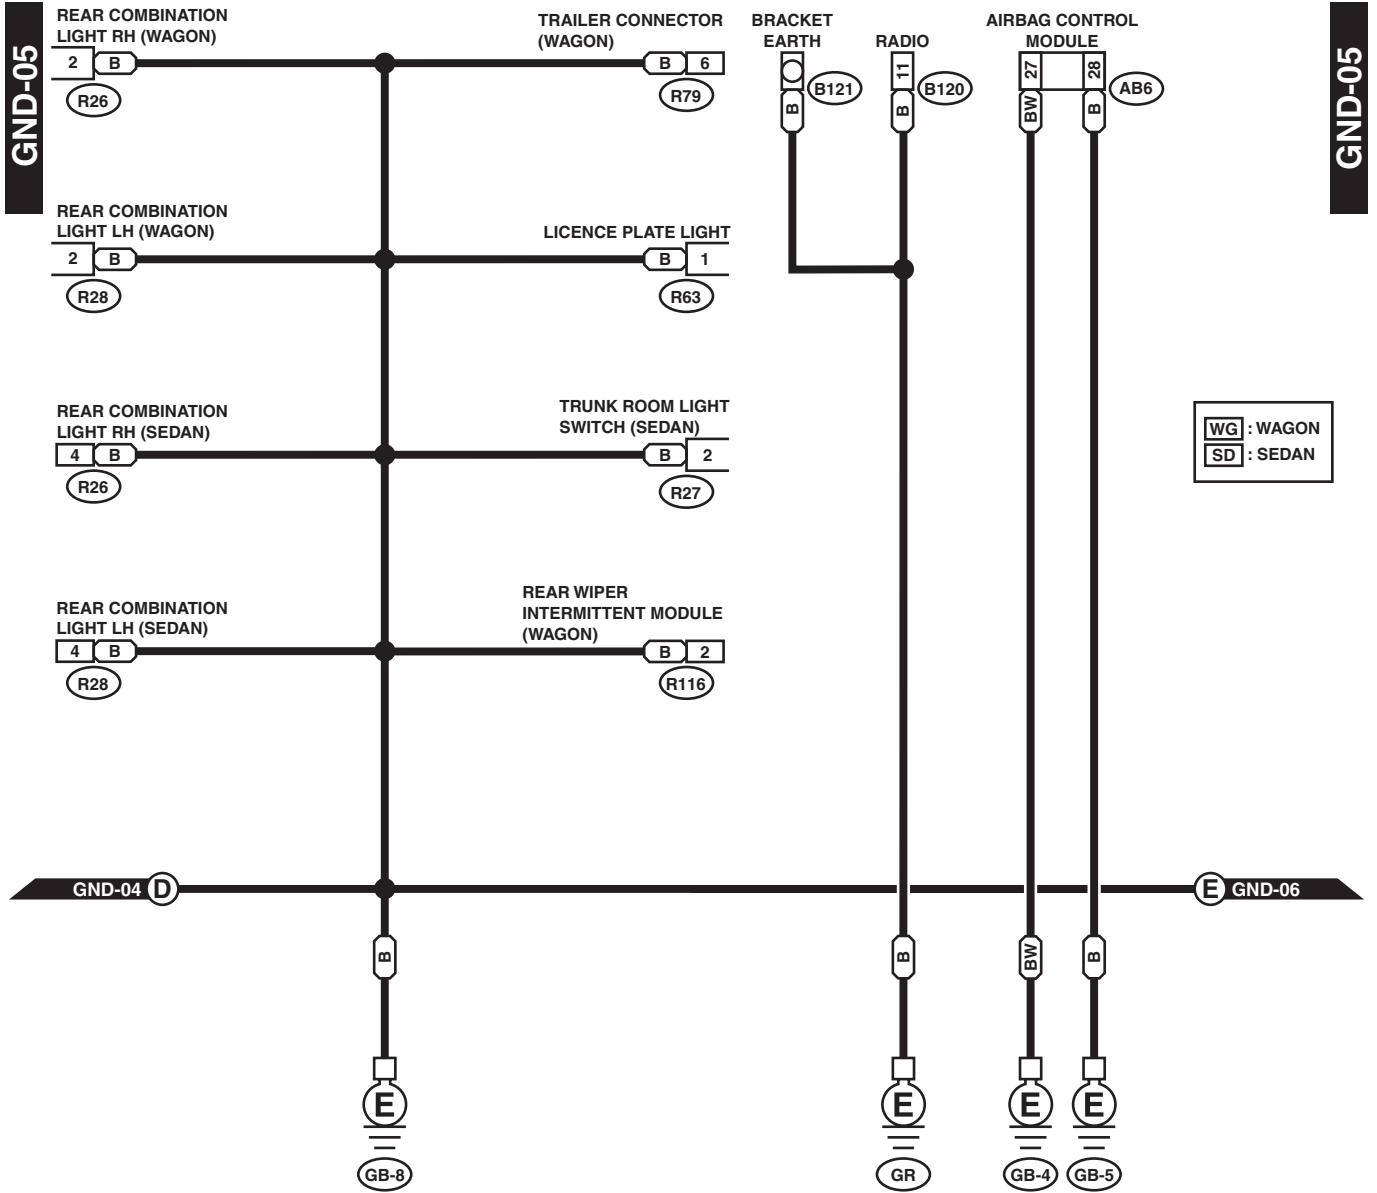 GND-05
GND-05
REAR COMBINATION
LIGHT RH (WAGON)
2 B
R26
TRAILER CONNECTOR
(WAGON)
B 6
R79
BRACKET
EARTH
B121
B
RADIO
11
B120
B
AIRBAG CONTROL
MODULE
27 28
AB6
BW B
REAR COMBINATION
LIGHT LH (WAGON)
2 B
R28
LICENCE PLATE LIGHT
B 1
R63
REAR COMBINATION
LIGHT RH (SEDAN)
4 B
R26
TRUNK ROOM LIGHT
SWITCH (SEDAN)
B 2
R27
WG : WAGON
SD : SEDAN
REAR COMBINATION
LIGHT LH (SEDAN)
4 B
R28
REAR WIPER
INTERMITTENT MODULE
(WAGON)
B 2
R116
GND-04 D
E GND-06
B B BW B
E E E E
GB-8 GR GB-4 GB-5